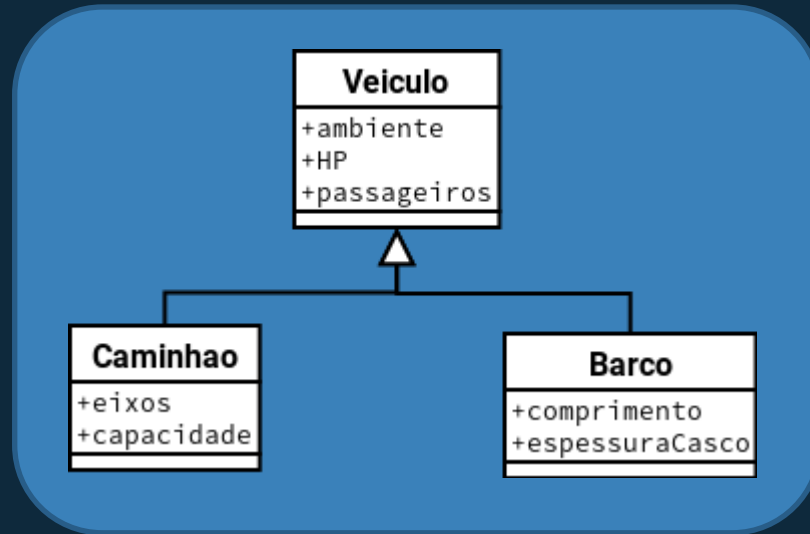 Veiculo
+ambiente
+HP
+passageiros
Caminhao
+eixos
+capacidade
Barco
+comprimento
+espessuraCasco